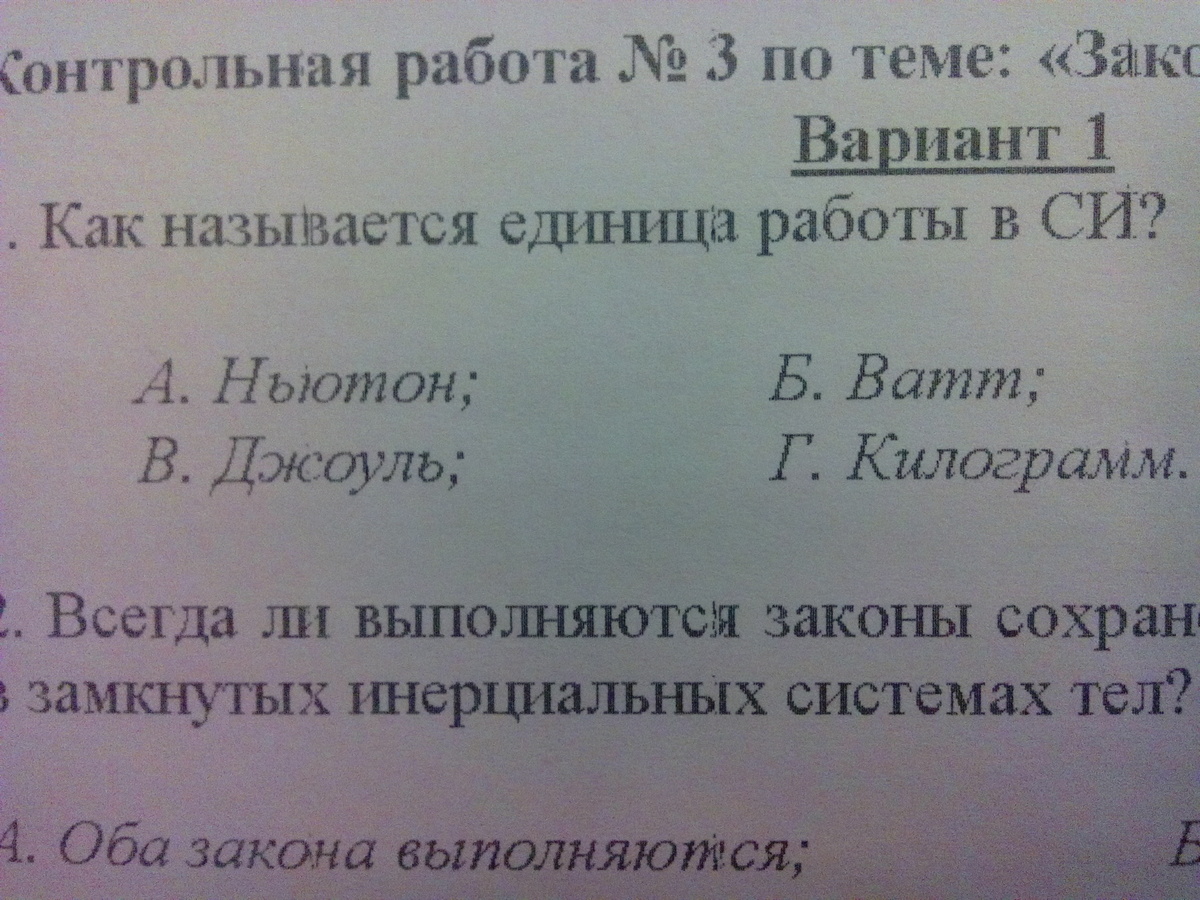 Контрольная работа № 3 по теме: «Зако
Вариант 1
. Как называется единица работы в СИ?
А. Ньютон; Б. Ватт;
В. Джоуль; Г. Килограмм.
2. Всегда ли выполняются законы сохран
в замкнутых инерциальных системах тел?
А. Оба закона выполняются; Б